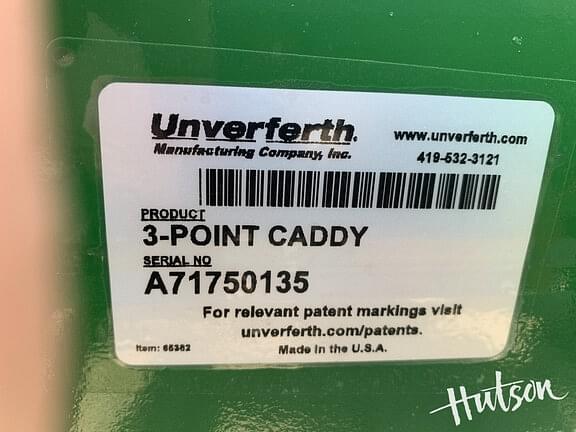 Unverferth
www.unverferth.com
Manufacturing Company, Inc.
419-532-3121
PRODUCT
3-POINT CADDY
SERIAL NO
A71750135
For relevant patent markings visit
unverferth.com/patents.
Item: 65362
Made in the U.S.A.
Hutson